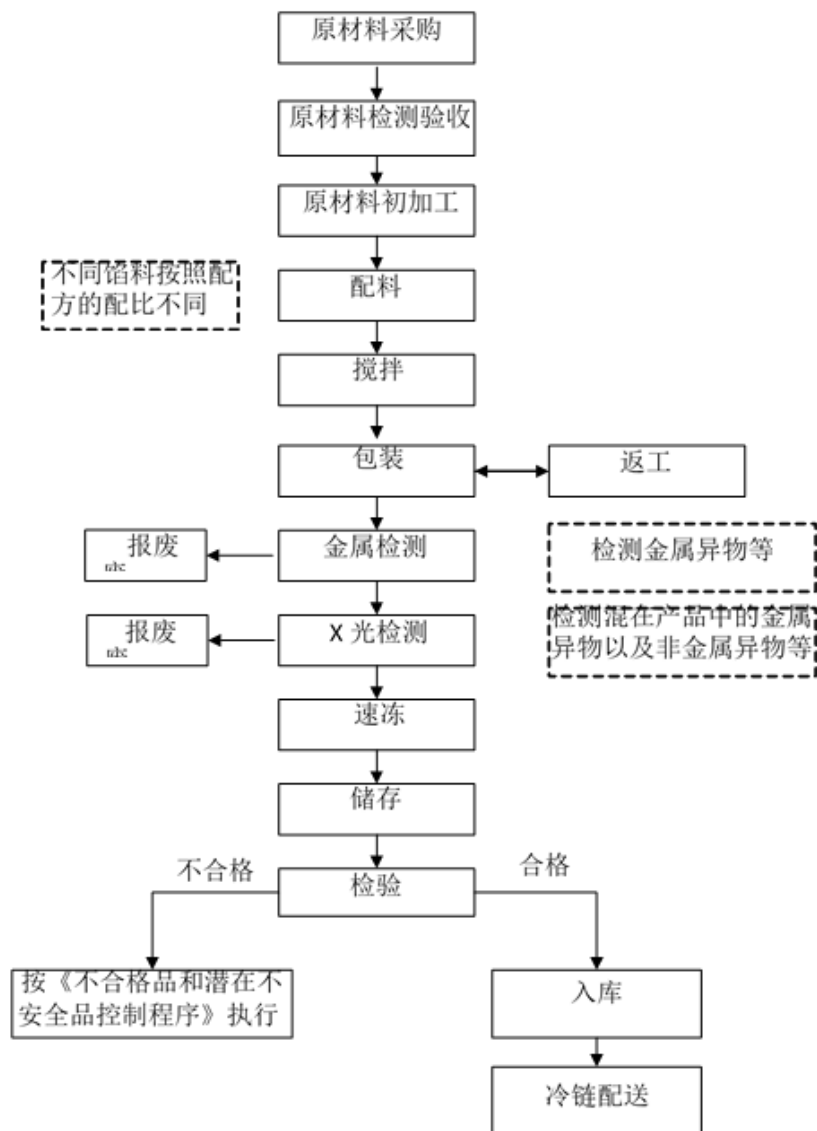 原材料采购
原材料检测验收
原材料初加工
不同馅料按照配
方的配比不同
配料
搅拌
包装
返工
报废
金属检测
检测金属异物等
报废
X 光检测
检测混在产品中的金属
异物以及非金属异物等
速冻
储存
不合格
检验
合格
按《不合格品和潜在不
安全品控制程序》执行
入库
冷链配送